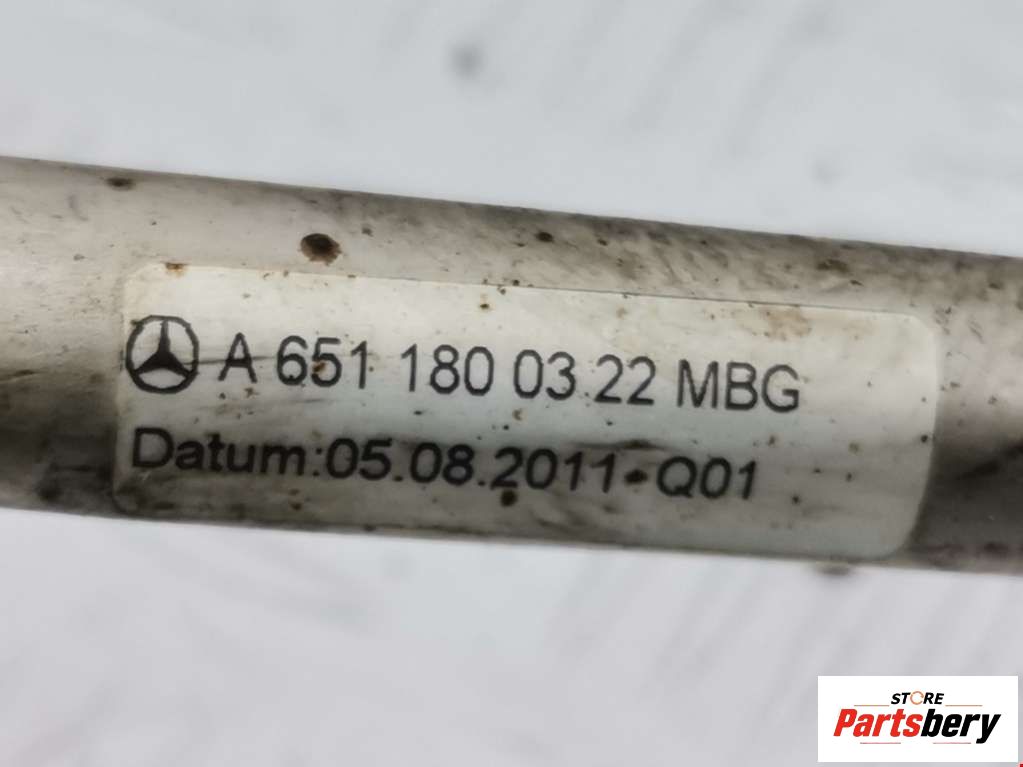 A 651 180 03 22 MBG
Datum:05.08.2011-Q01
STORE
Partsbery